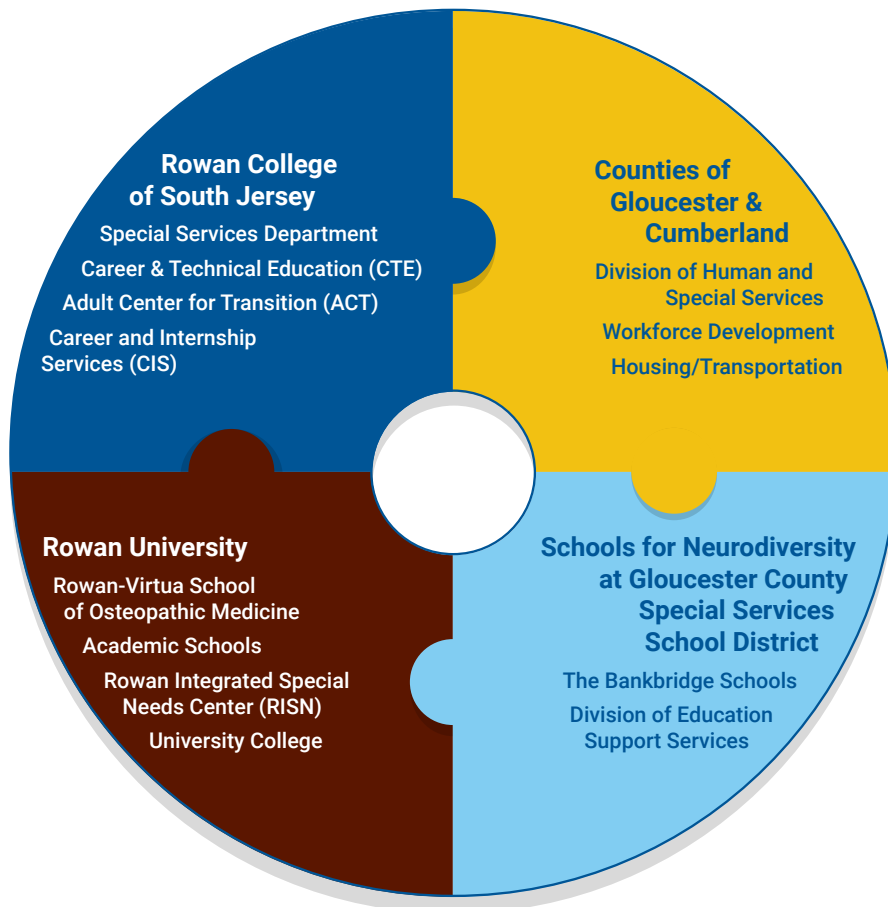 Rowan College
of South Jersey
Special Services Department
Career & Technical Education (CTE)
Adult Center for Transition (ACT)
Career and Internship
Services (CIS)
Counties of
Gloucester &
Cumberland
Division of Human and
Special Services
Workforce Development
Housing/Transportation
Rowan University
Rowan-Virtua School
of Osteopathic Medicine
Academic Schools
Rowan Integrated Special
Needs Center (RISN)
University College
Schools for Neurodiversity
at Gloucester County
Special Services
School District
The Bankbridge Schools
Division of Education
Support Services